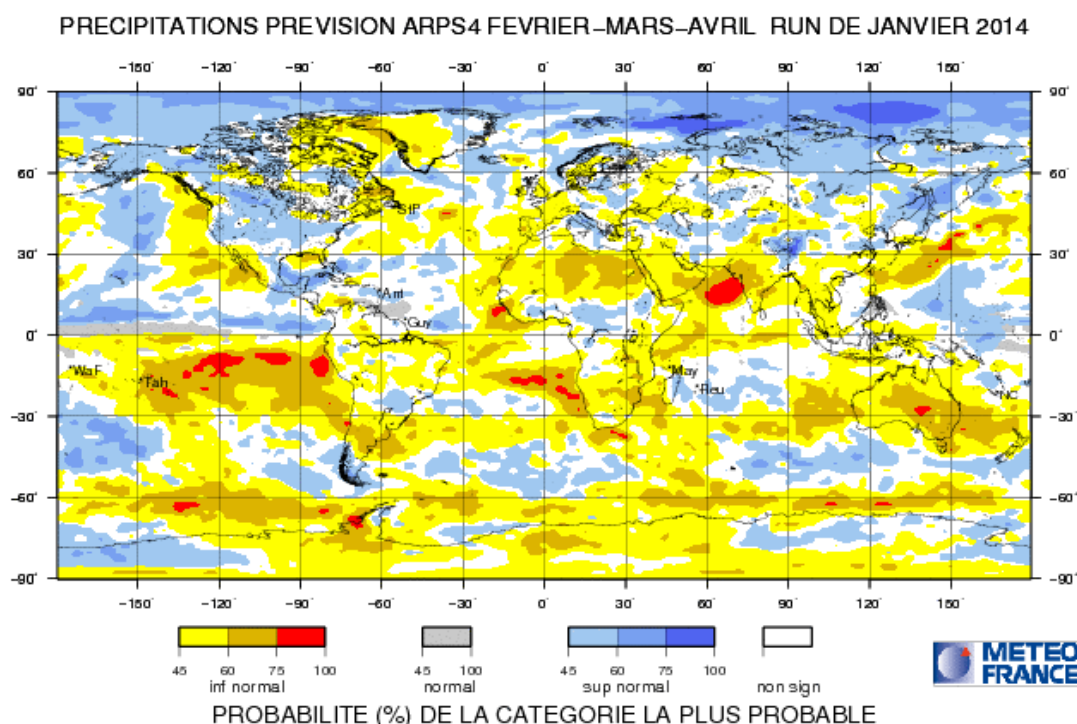 PRECIPITATIONS PREVISION ARPS4 FEVRIER-MARS-AVRIL RUN DE JANVIER 2014
-150° -120° -90° -60° -30° 0° 30° 60° 90° 120° 150°
90° 90°
60° 60°
StP
30° 30°
*Ant
*Guy
0° 0°
*WaF *Tah *May *Reu *NC
-30° -30°
-60° -60°
-90° -90°
-150° -120° -90° -60° -30° 0° 30° 60° 90° 120° 150°
45 60 75 100 45 100 45 60 75 100
inf normal normal sup normal non sign
METEO
FRANCE
PROBABILITE (%) DE LA CATEGORIE LA PLUS PROBABLE